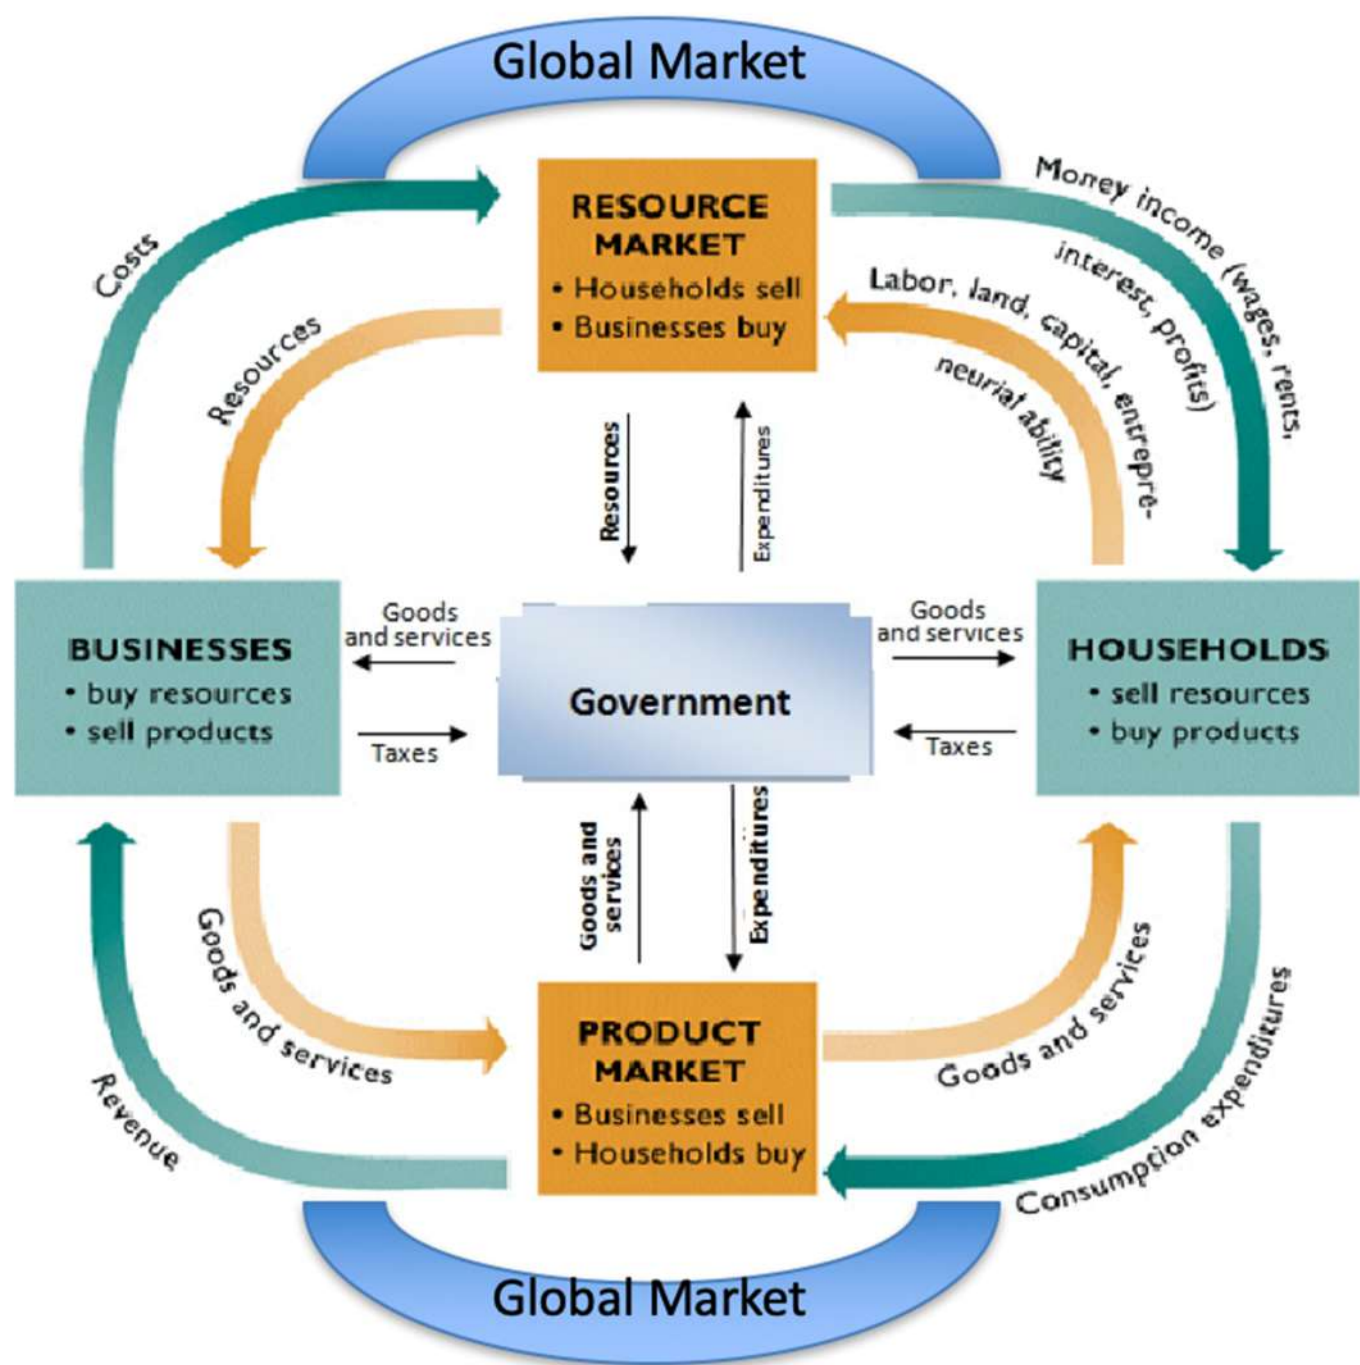 Global Market
RESOURCE
MARKET
• Households sell
• Businesses buy
Costs
Resources
Money income (wages, rents,
interest, profits)
Labor, land, capital, entrepre-
neurial ability
Resources
Expenditures
BUSINESSES
• buy resources
• sell products
Goods
and services
Taxes
Government
Goods
and services
Taxes
HOUSEHOLDS
• sell resources
• buy products
Goods and
services
Expenditures
Goods and services
Revenue
PRODUCT
MARKET
• Businesses sell
• Households buy
Goods and services
Consumption expenditures
Global Market